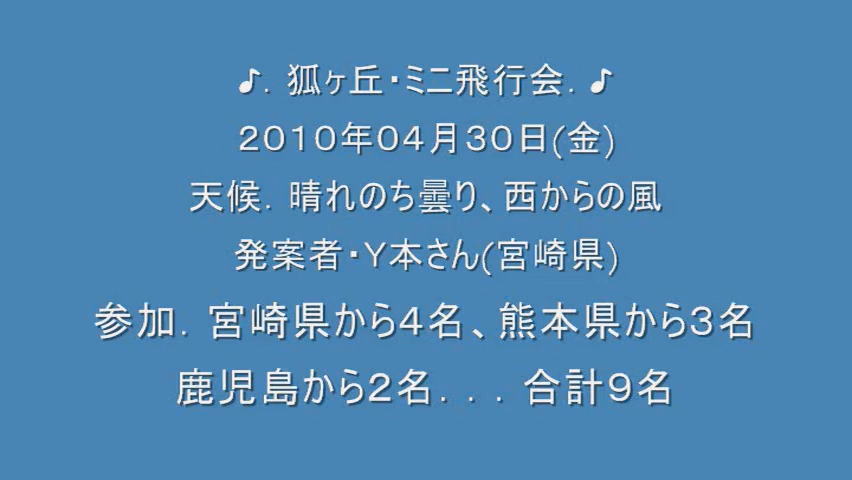 ♪．狐ヶ丘・ミニ飛行会．♪
２０１０年０４月３０日(金)
天候．晴れのち曇り、西からの風
発案者・Ｙ本さん(宮崎県)
参加．宮崎県から４名、熊本県から３名
鹿児島から２名．．．合計９名